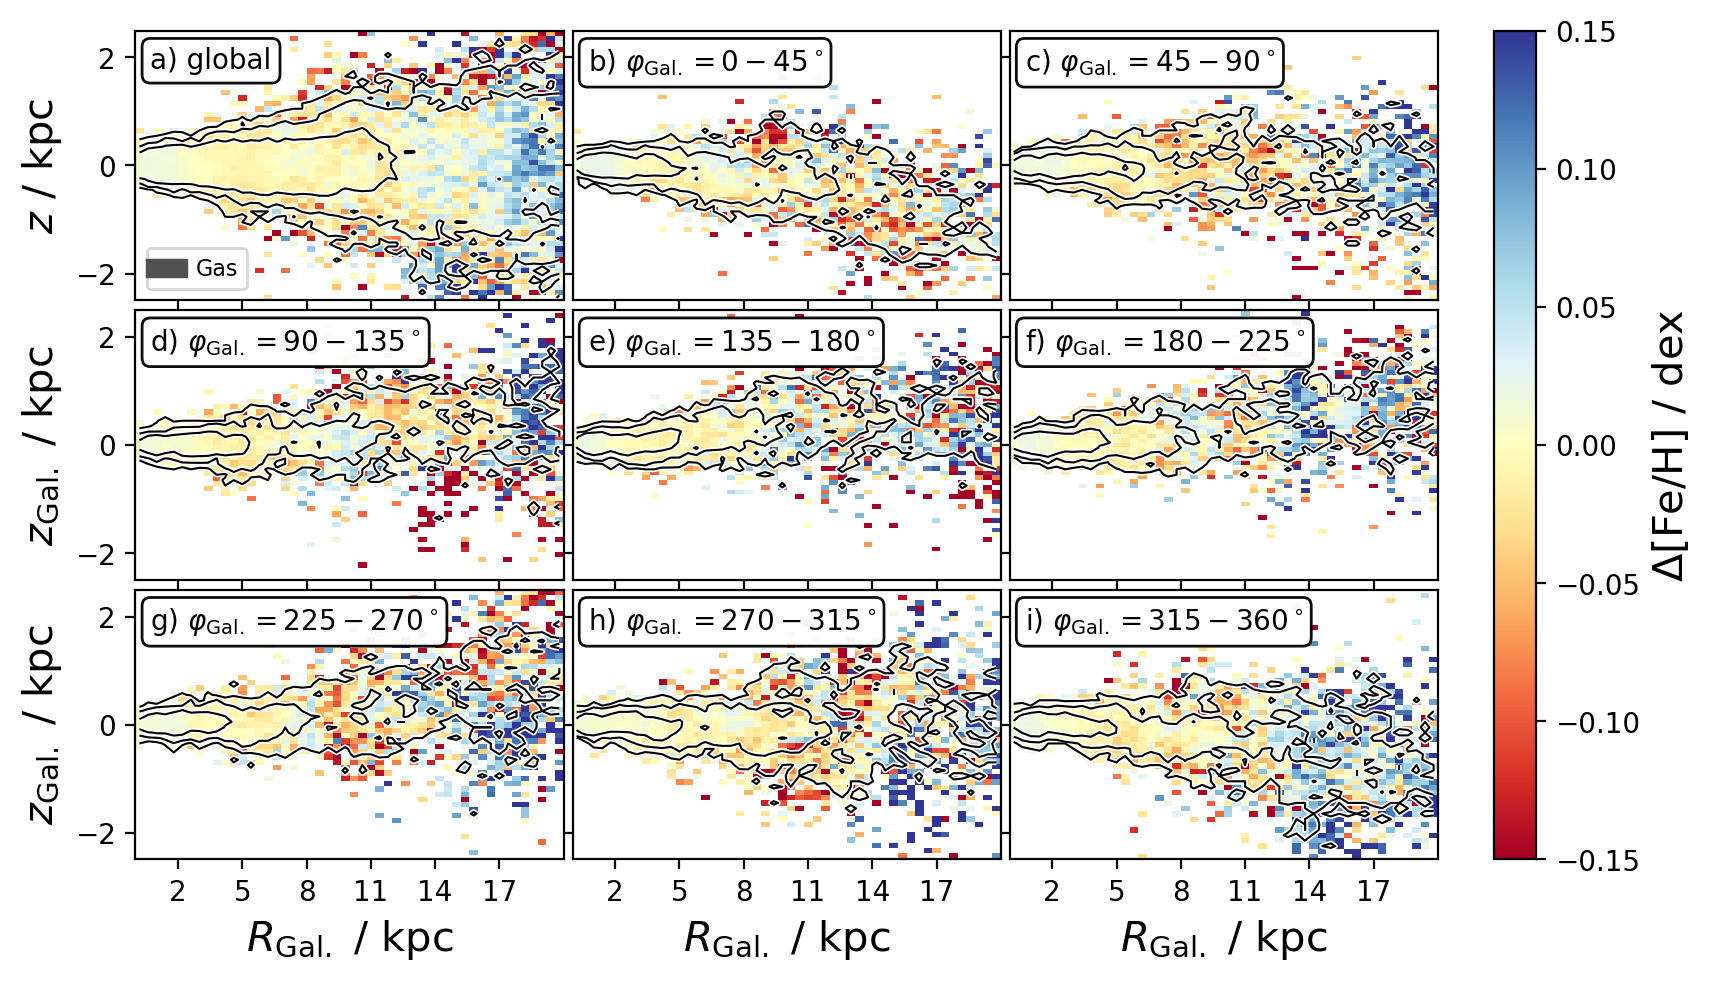 a) global
b) φGal. = 0 − 45°
c) φGal. = 45 − 90°
2
0
−2
z / kpc
Gas
d) φGal. = 90 − 135°
e) φGal. = 135 − 180°
f) φGal. = 180 − 225°
2
0
−2
zGal. / kpc
g) φGal. = 225 − 270°
h) φGal. = 270 − 315°
i) φGal. = 315 − 360°
2
0
−2
zGal. / kpc
2 5 8 11 14 17
2 5 8 11 14 17
2 5 8 11 14 17
RGal. / kpc
RGal. / kpc
RGal. / kpc
0.15
0.10
0.05
0.00
−0.05
−0.10
−0.15
Δ[Fe/H] / dex